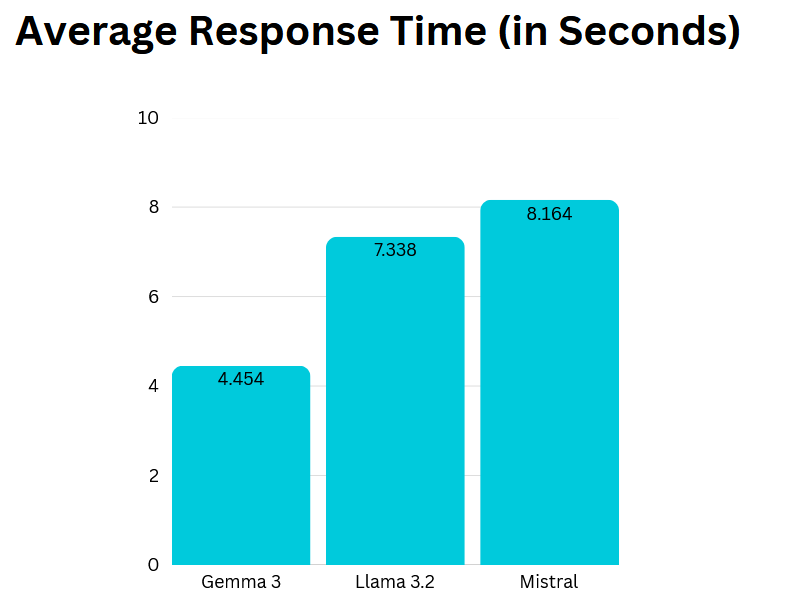 Average Response Time (in Seconds)
10
8
6
4
2
0
4.454
7.338
8.164
Gemma 3
Llama 3.2
Mistral